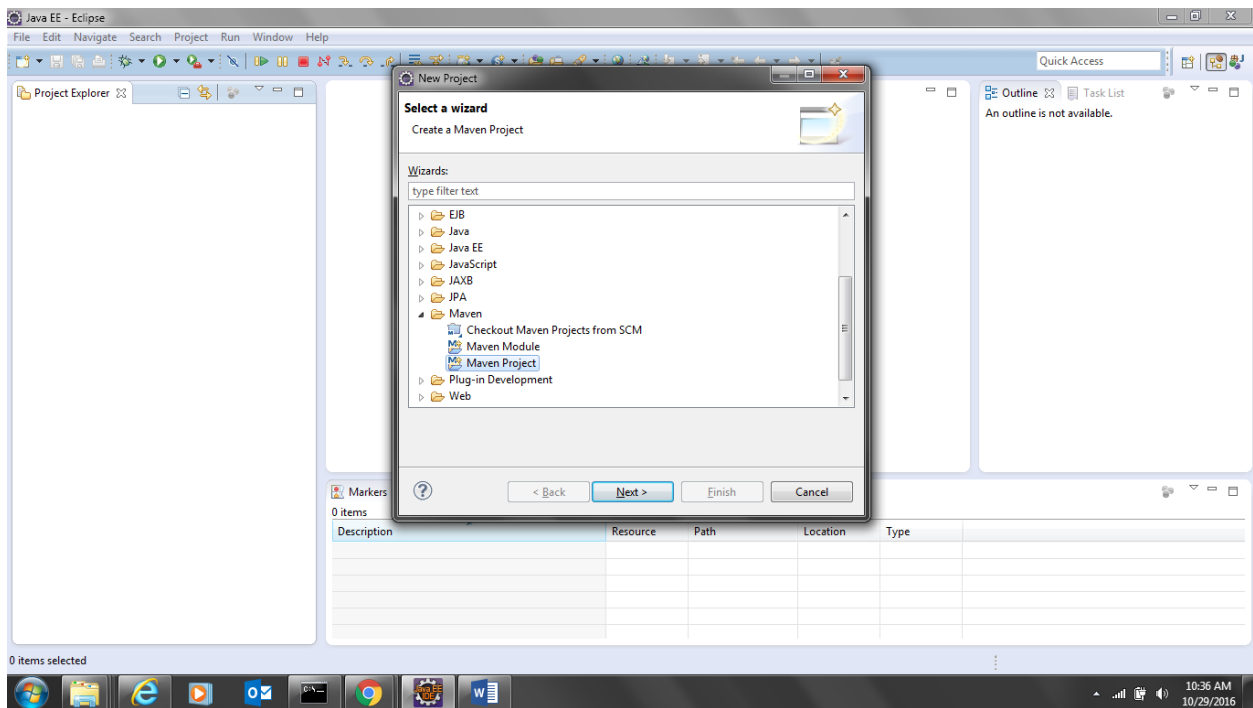 Java EE - Eclipse
File Edit Navigate Search Project Run Window Help
Quick Access
Project Explorer
New Project
Select a wizard
Create a Maven Project
Wizards:
type filter text
EJB
Java
Java EE
JavaScript
JAXB
JPA
Maven
Checkout Maven Projects from SCM
Maven Module
Maven Project
Plug-in Development
Web
< Back Next > Finish Cancel
Outline Task List
An outline is not available.
Markers
0 items
Description Resource Path Location Type
0 items selected
10:36 AM
10/29/2016